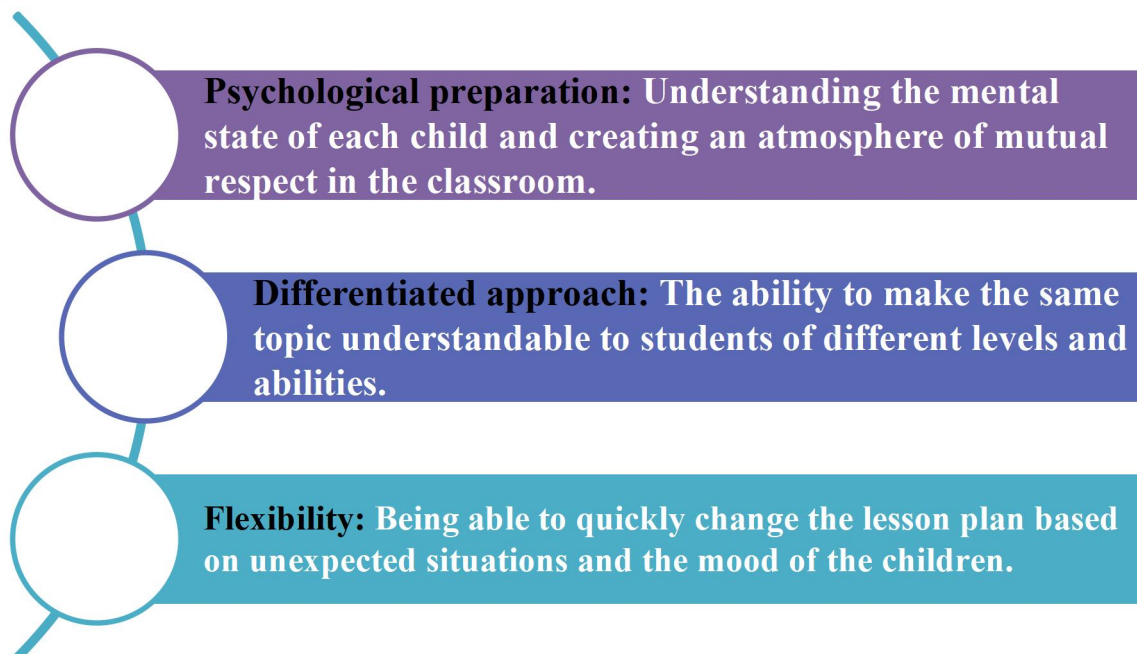 Psychological preparation: Understanding the mental
state of each child and creating an atmosphere of mutual
respect in the classroom.
Differentiated approach: The ability to make the same
topic understandable to students of different levels and
abilities.
Flexibility: Being able to quickly change the lesson plan based
on unexpected situations and the mood of the children.